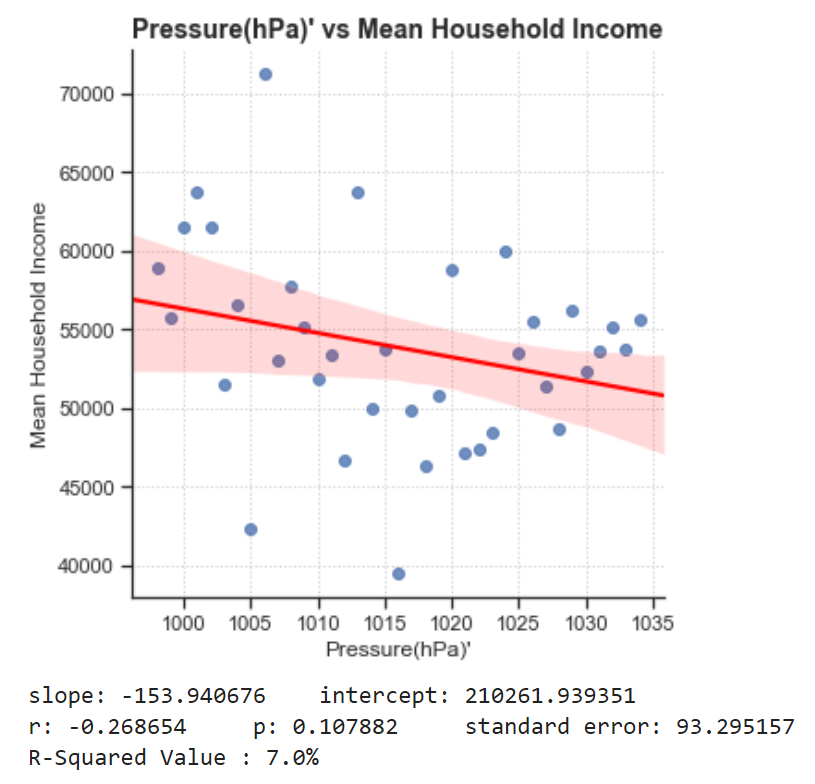 Pressure(hPa)' vs Mean Household Income
70000
65000
60000
55000
50000
45000
40000
Mean Household Income
1000 1005 1010 1015 1020 1025 1030 1035
Pressure(hPa)'
slope: -153.940676 intercept: 210261.939351
r: -0.268654 p: 0.107882 standard error: 93.295157
R-Squared Value : 7.0%